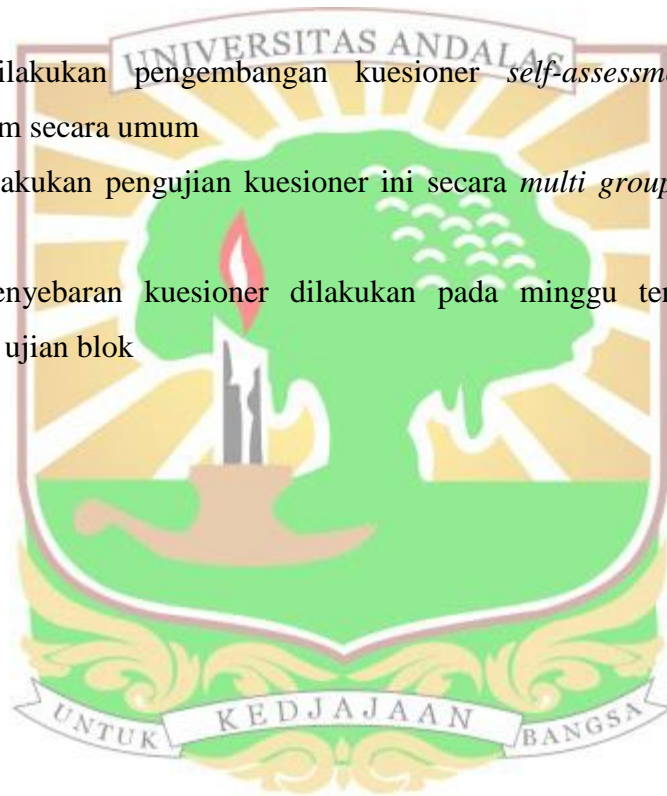 UNIVERSITAS ANDALAS
ilakukan pengembangan kuesioner self-assessm
m secara umum
akukan pengujian kuesioner ini secara multi group
enyebaran kuesioner dilakukan pada minggu ter
ujian blok
UNTUK KEDJAJAAN BANGSA